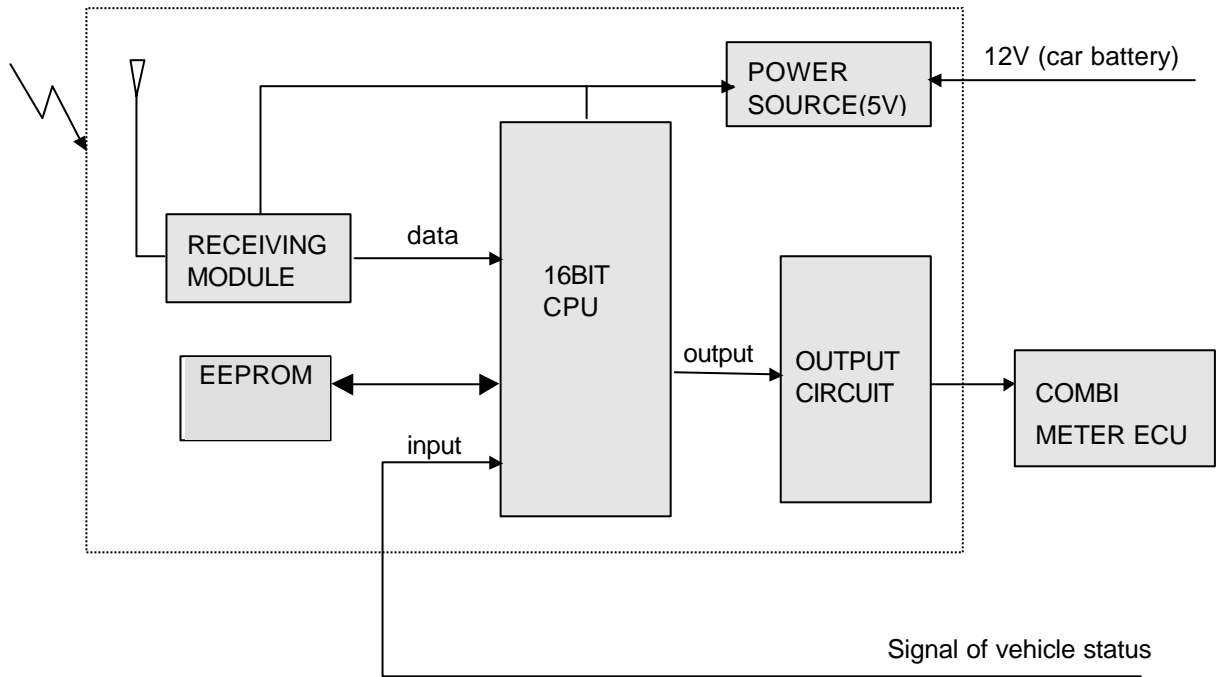 12V (car battery)
POWER
SOURCE(5V)
RECEIVING
MODULE
data
16BIT
CPU
EEPROM
output
OUTPUT
CIRCUIT
COMBI
METER ECU
input
Signal of vehicle status